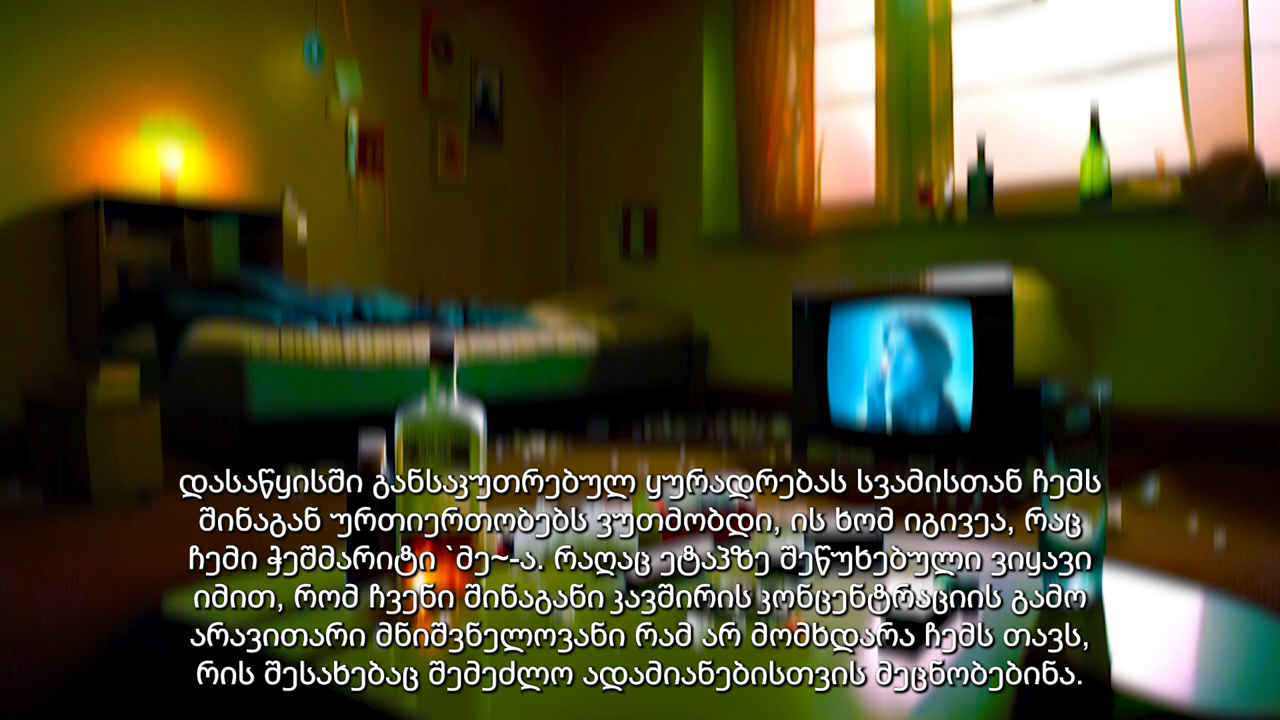 დასაწყისში განსაკუთრებულ ყურადრებას სვამისთან ჩემს
შინაგან ურთიერთობებს ვუთმობდი, ის ხომ იგივეა, რაც
ჩემი ჭეშმარიტი `მე~-ა. რაღაც ეტაპზე შეწუხებული ვიყავი
იმით, რომ ჩვენი შინაგანი კავშირის კონცენტრაციის გამო
არავითარი მნიშვნელოვანი რამ არ მომხდარა ჩემს თავს,
რის შესახებაც შემეძლო ადამიანებისთვის მეცნობებინა.